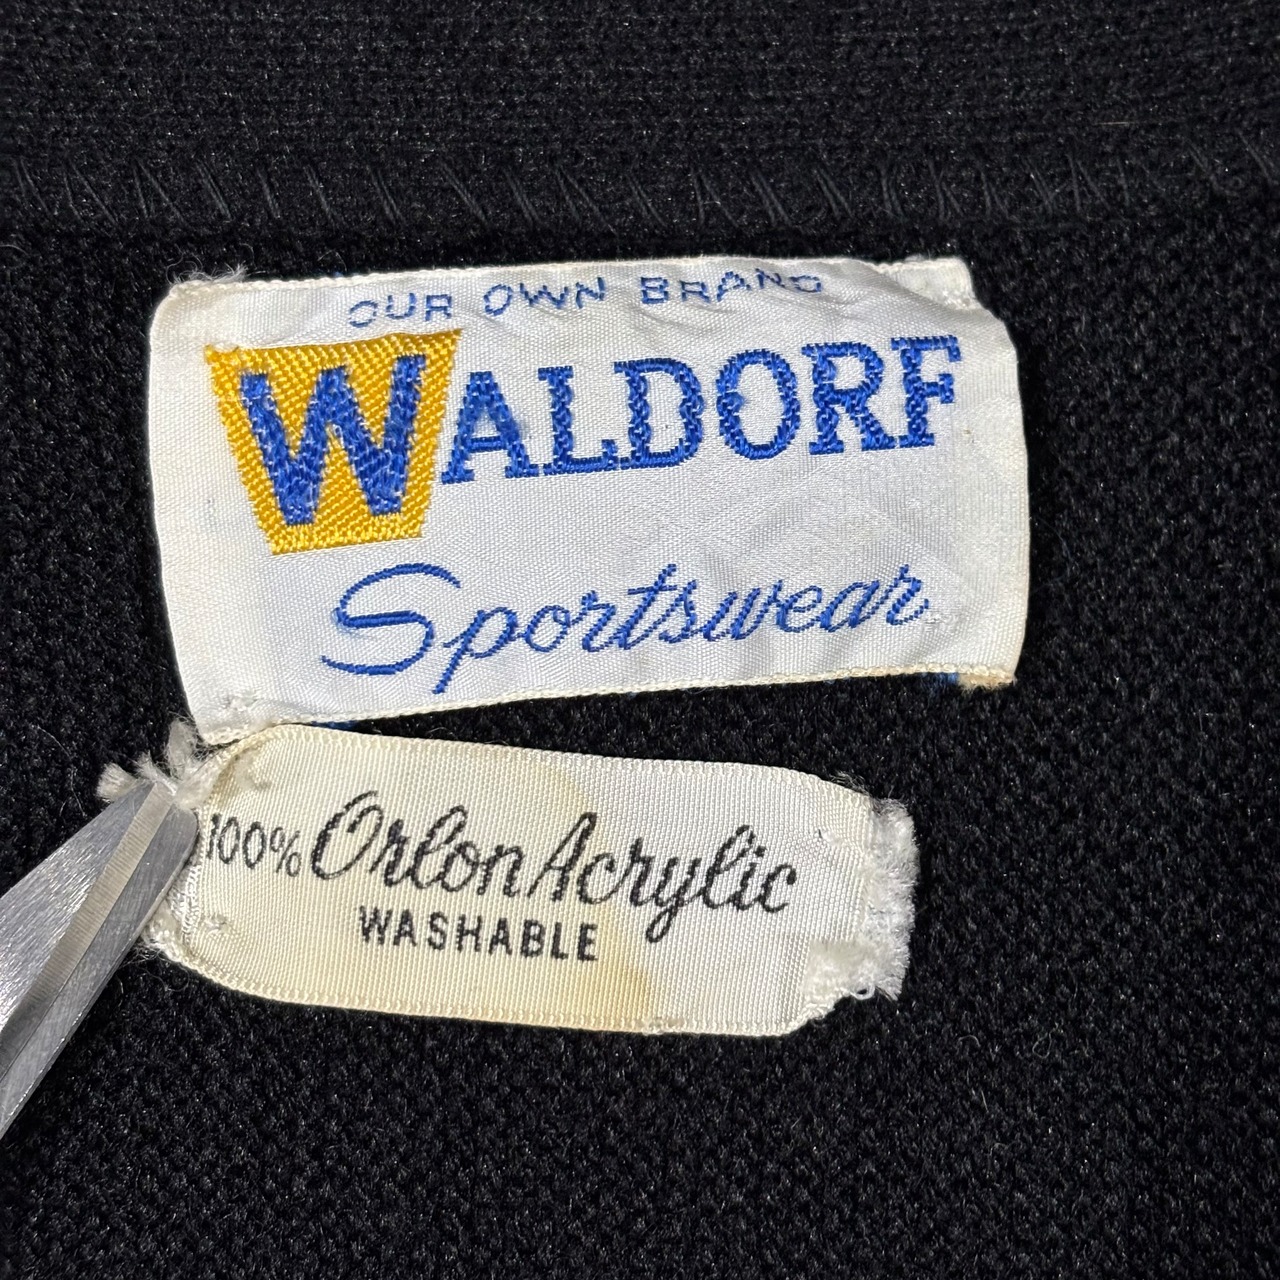 OUR OWN BRAND
WALDORF
Sportswear
100% Orlon Acrylic
WASHABLE